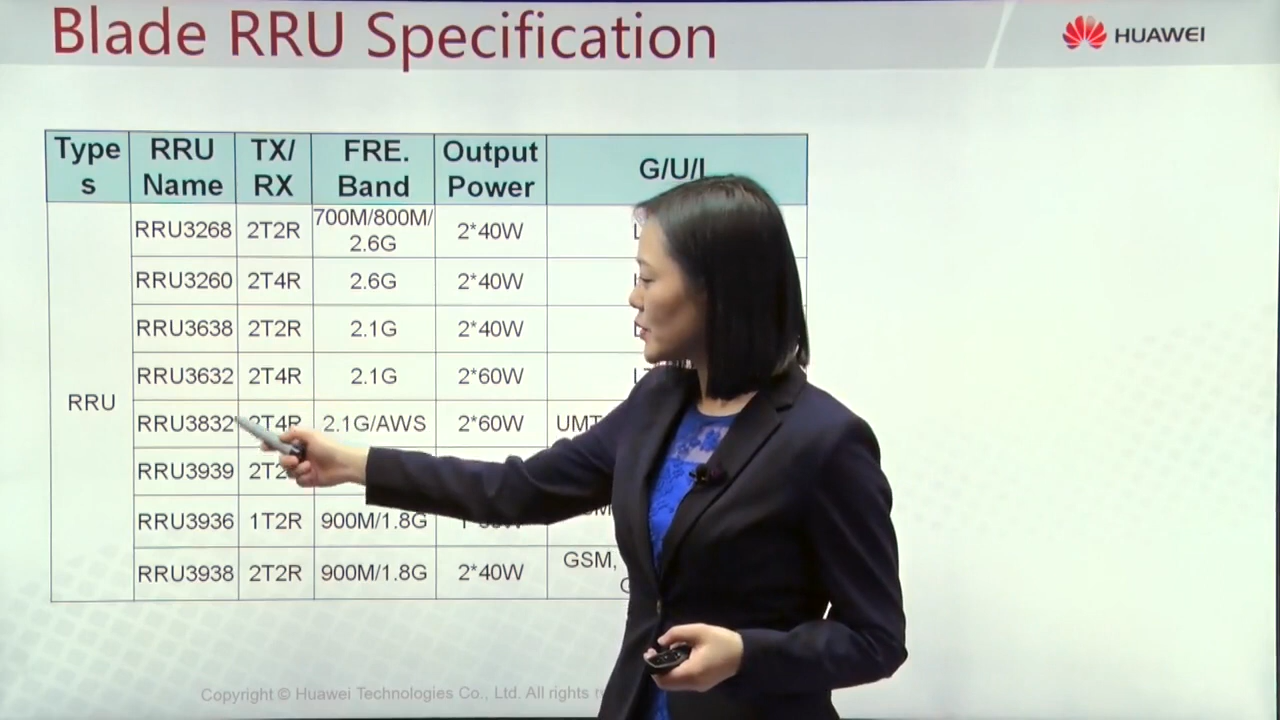 Blade RRU Specification
HUAWEI
Type
s
RRU
Name
TX/
RX
FRE.
Band
Output
Power
G/U/L
RRU
RRU3268 2T2R 700M/800M/
2.6G
2*40W
RRU3260 2T4R 2.6G 2*40W
RRU3638 2T2R 2.1G 2*40W
RRU3632 2T4R 2.1G 2*60W
RRU3832 2T4R 2.1G/AWS 2*60W
RRU3939
RRU3936 1T2R 900M/1.8G
RRU3938 2T2R 900M/1.8G 2*40W GSM,
Copyright © Huawei Technologies Co., Ltd. All rights